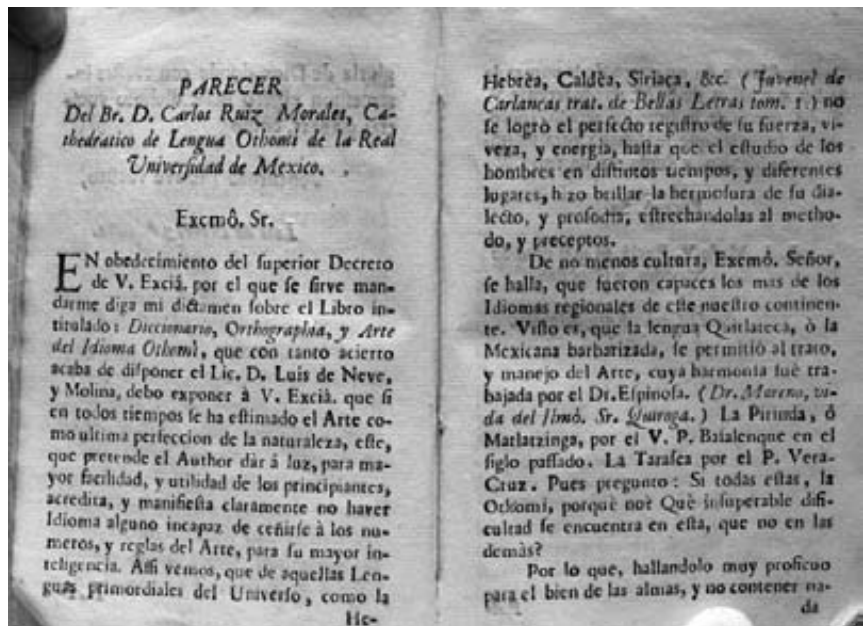 PARECER
Del Br. D. Carlos Ruiz Morales, Ca-
thedratico de Lengua Othomì de la Real
Universidad de Mexico.
Excmô. Sr.
EN obedecimiento del superior Decreto
de V. Exciâ. por el que se sirve man-
darme diga mi dictamen sobre el Libro in-
titulado: Diccionario, Orthographia, y Arte
del Idioma Othomì, que con tanto acierto
acaba de disponer el Lic. D. Luis de Neve,
y Molina, debo exponer â V. Exciâ. que si
en todos tiempos se ha estimado el Arte co-
mo ultima perfeccion de la naturaleza, este,
que pretende el Author dàr â luz, para ma-
yor facilidad, y utilidad de los principiantes,
acredita, y manifiesta claramente no haver
Idioma alguno incapaz de ceñirse â los nu-
meros, y reglas del Arte, para su mayor in-
teligencia. Assi vemos, que de aquellas Len-
guas primordiales del Universo, como la
He-
Hebrèa, Caldèa, Siriaca, &c. (Juvenel de
Carlancas trat. de Bellas Letras tom. 1.) no
se logrò el perfecto registro de su fuerza, vi-
veza, y energia, hasta que el estudio de los
hombres en distintos tiempos, y diferentes
lugares, hizo brillar la hermosura de su dia-
lecto, y prosodia, estrechandolas al metho-
do, y preceptos.
De no menos cultura, Excmô. Señor,
se halla, que fueron capaces los mas de los
Idiomas regionales de este nuestro continen-
te. Visto es, que la lengua Quitlateca, ò la
Mexicana barbarizada, se permitiò al trato,
y manejo del Arte, cuya harmonia fuè tra-
bajada por el Dr. Espinosa. (Dr. Moreno, vi-
da del Ilmô. Sr. Quiroga.) La Pirinda, ò
Matlatzinga, por el V. P. Basalenque en el
siglo passado. La Tarasca por el P. Vera-
Cruz. Pues pregunto: Si todas estas, la
Othomì, porquè no? Què insuperable difi-
cultad se encuentra en esta, que no en las
demàs?
Por lo que, hallandolo muy proficuo
para el bien de las almas, y no contener na-
da